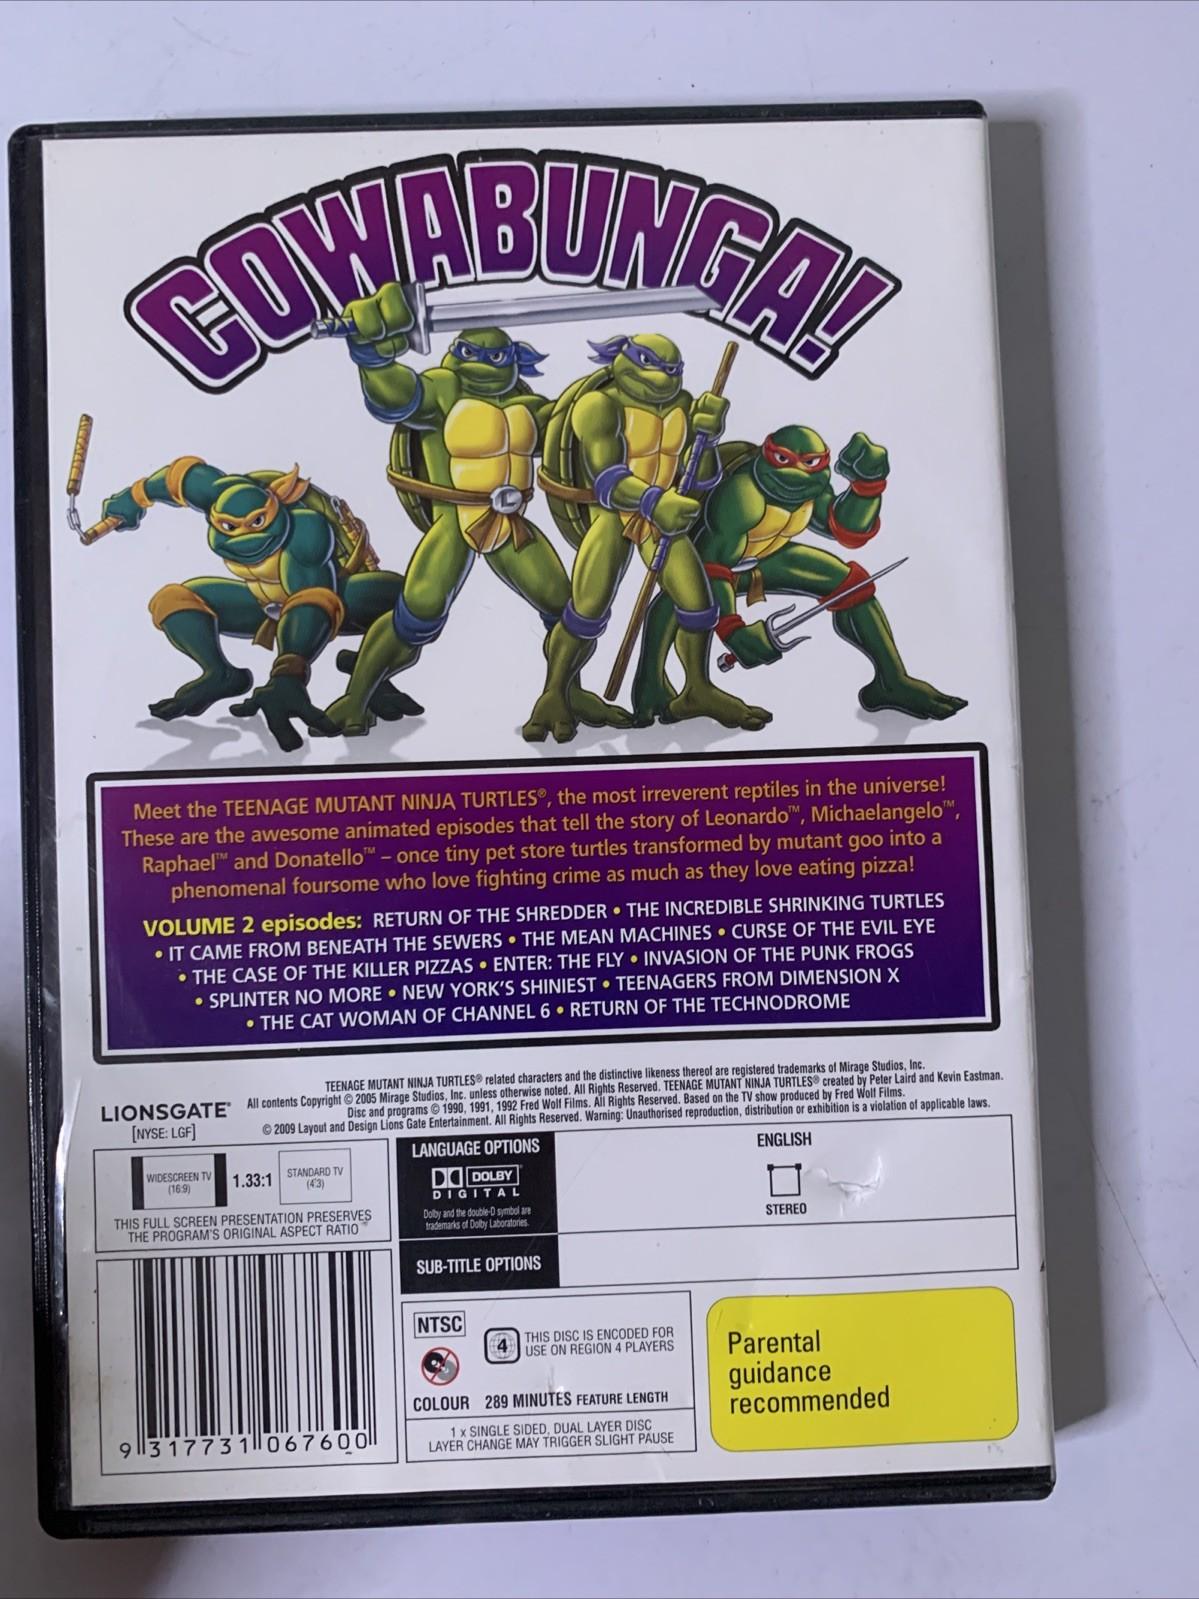 COWABUNGA!
L
Meet the TEENAGE MUTANT NINJA TURTLES®, the most irreverent reptiles in the universe!
These are the awesome animated episodes that tell the story of Leonardo™, Michaelangelo™,
Raphael™ and Donatello™ – once tiny pet store turtles transformed by mutant goo into a
phenomenal foursome who love fighting crime as much as they love eating pizza!
VOLUME 2 episodes: RETURN OF THE SHREDDER • THE INCREDIBLE SHRINKING TURTLES
• IT CAME FROM BENEATH THE SEWERS • THE MEAN MACHINES • CURSE OF THE EVIL EYE
• THE CASE OF THE KILLER PIZZAS • ENTER: THE FLY • INVASION OF THE PUNK FROGS
• SPLINTER NO MORE • NEW YORK'S SHINIEST • TEENAGERS FROM DIMENSION X
• THE CAT WOMAN OF CHANNEL 6 • RETURN OF THE TECHNODROME
LIONSGATE®
[NYSE: LGF]
TEENAGE MUTANT NINJA TURTLES® related characters and the distinctive likeness thereof are registered trademarks of Mirage Studios, Inc.
All contents Copyright © 2005 Mirage Studios, Inc. unless otherwise noted. All Rights Reserved. TEENAGE MUTANT NINJA TURTLES® created by Peter Laird and Kevin Eastman.
Disc and programs © 1990, 1991, 1992 Fred Wolf Films. All Rights Reserved. Based on the TV show produced by Fred Wolf Films.
© 2009 Layout and Design Lions Gate Entertainment. All Rights Reserved. Warning: Unauthorised reproduction, distribution or exhibition is a violation of applicable laws.
WIDESCREEN TV
(16:9)
1.33:1
STANDARD TV
(4:3)
THIS FULL SCREEN PRESENTATION PRESERVES
THE PROGRAM'S ORIGINAL ASPECT RATIO
LANGUAGE OPTIONS
DOLBY
DIGITAL
Dolby and the double-D symbol are
trademarks of Dolby Laboratories.
ENGLISH
STEREO
SUB-TITLE OPTIONS
9 317731 067600
NTSC
4
THIS DISC IS ENCODED FOR
USE ON REGION 4 PLAYERS
COLOUR 289 MINUTES FEATURE LENGTH
1 x SINGLE SIDED, DUAL LAYER DISC
LAYER CHANGE MAY TRIGGER SLIGHT PAUSE
Parental
guidance
recommended